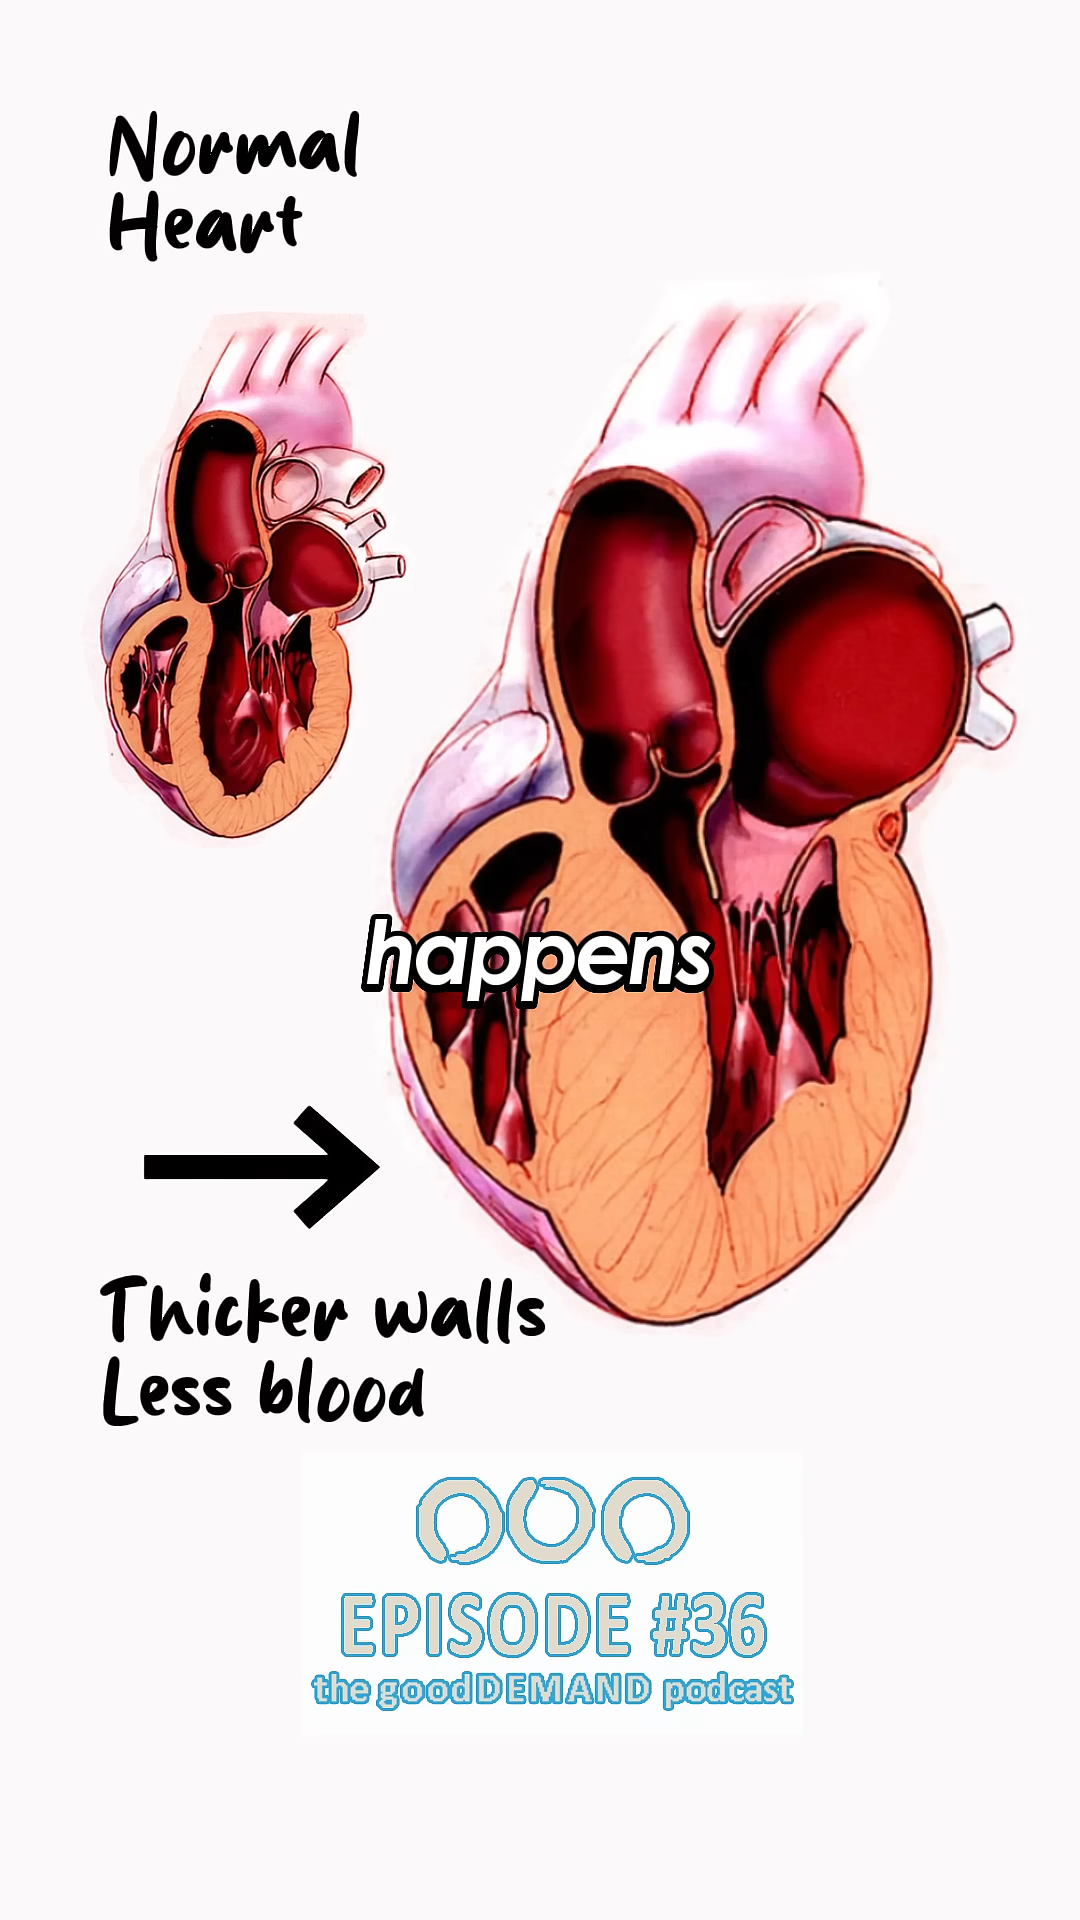 Normal
Heart
happens
Thicker walls
Less blood
EPISODE #36
the goodDEMAND podcast